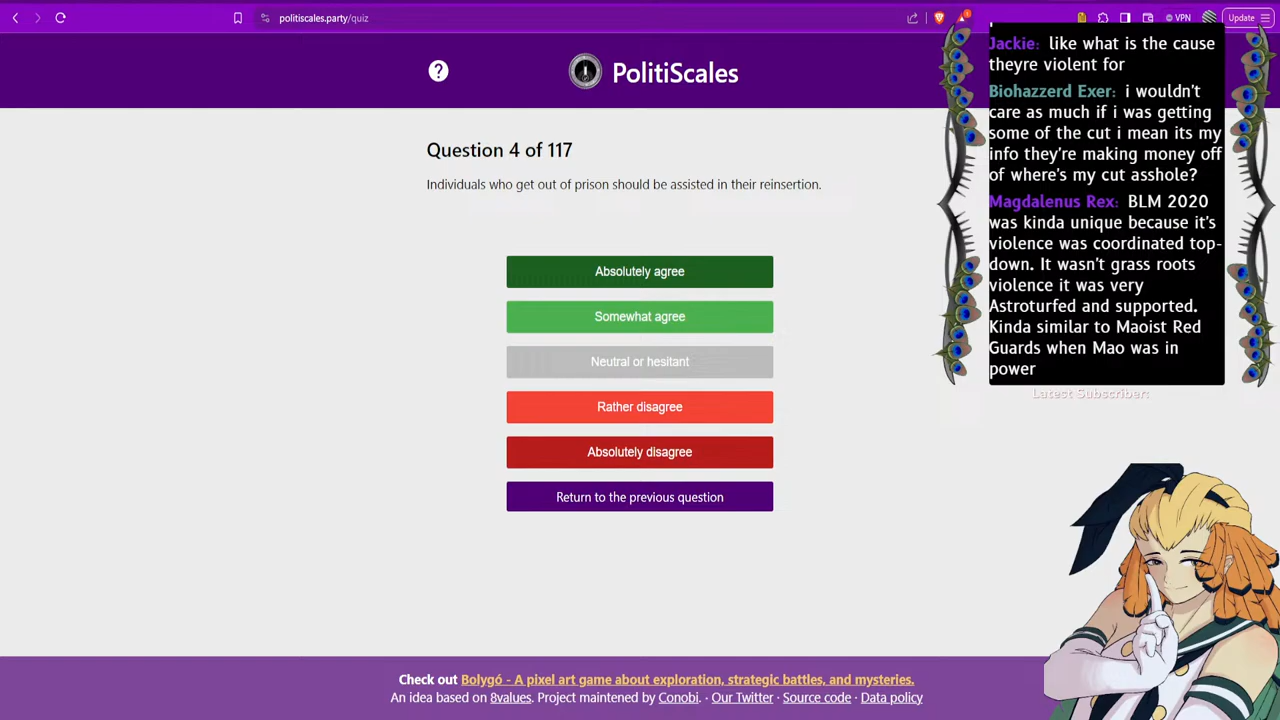 politiscales.party/quiz
VPN
Update
PolitiScales
Question 4 of 117
Individuals who get out of prison should be assisted in their reinsertion.
Absolutely agree
Somewhat agree
Neutral or hesitant
Rather disagree
Absolutely disagree
Return to the previous question
Check out Bolygó - A pixel art game about exploration, strategic battles, and mysteries.
An idea based on 8values. Project maintened by Conobi. · Our Twitter · Source code · Data policy
Jackie: like what is the cause
theyre violent for
Biohazzerd Exer: i wouldn't
care as much if i was getting
some of the cut i mean its my
info they're making money off
of where's my cut asshole?
Magdalenus Rex: BLM 2020
was kinda unique because it's
violence was coordinated top-
down. It wasn't grass roots
violence it was very
Astroturfed and supported.
Kinda similar to Maoist Red
Guards when Mao was in
power
Latest Subscriber: